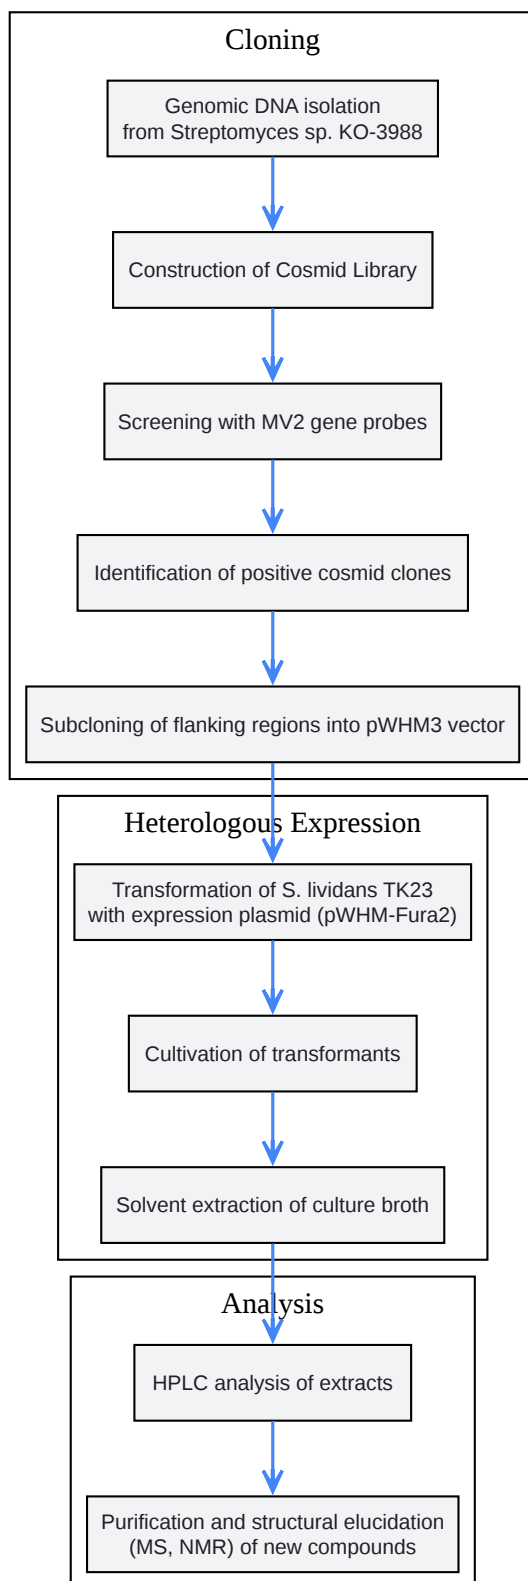 Cloning
Genomic DNA isolation
from Streptomyces sp. KO-3988
Construction of Cosmid Library
Screening with MV2 gene probes
Identification of positive cosmid clones
Subcloning of flanking regions into pWHM3 vector
Heterologous Expression
Transformation of S. lividans TK23
with expression plasmid (pWHM-Fura2)
Cultivation of transformants
Solvent extraction of culture broth
Analysis
HPLC analysis of extracts
Purification and structural elucidation
(MS, NMR) of new compounds